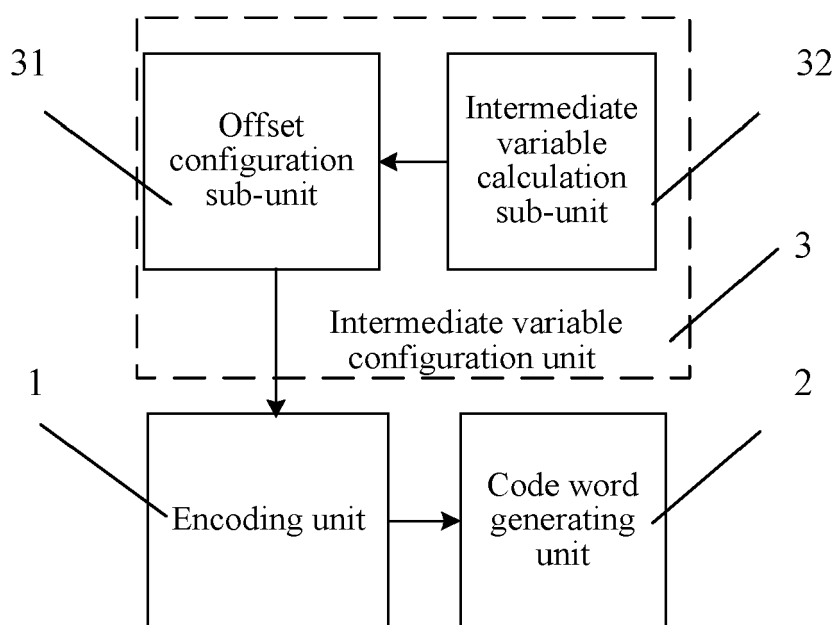 31
32
Offset
configuration
sub-unit
Intermediate
variable
calculation
sub-unit
3
Intermediate variable
configuration unit
1
2
Encoding unit
Code word
generating
unit